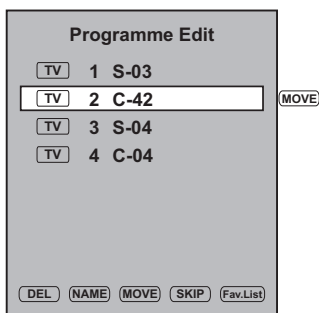 Programme Edit
TV 1 S-03
TV 2 C-42 MOVE
TV 3 S-04
TV 4 C-04
DEL NAME MOVE SKIP Fav.List